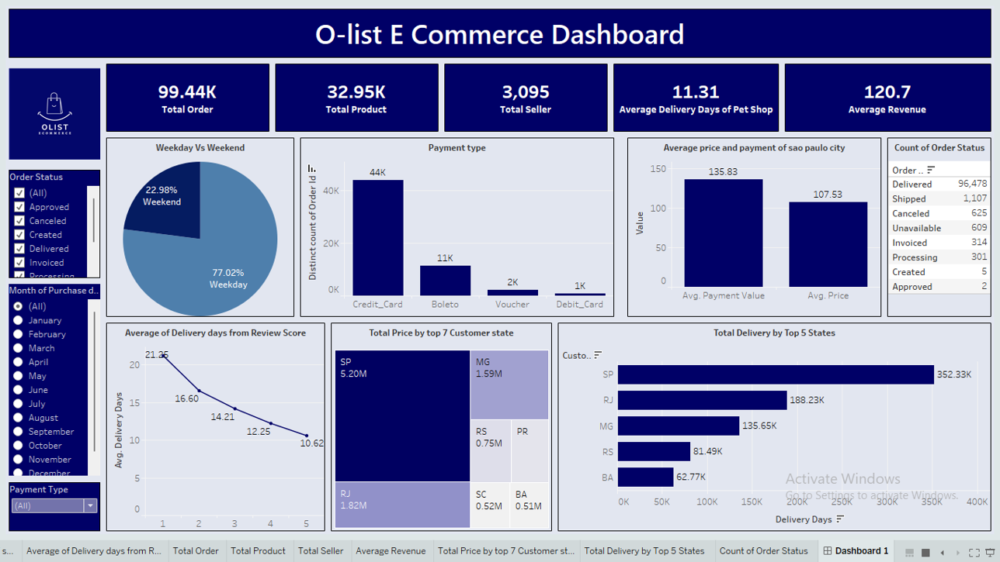 O-list E Commerce Dashboard
OLIST
ECOMMERCE
99.44K
Total Order
32.95K
Total Product
3,095
Total Seller
11.31
Average Delivery Days of Pet Shop
120.7
Average Revenue
Order Status
(All)
Approved
Canceled
Created
Delivered
Invoiced
Processing
Month of Purchase d..
(All)
January
February
March
April
May
June
July
August
September
October
November
December
Payment Type
(All)
Weekday Vs Weekend
22.98%
Weekend
77.02%
Weekday
Payment type
Distinct count of Order Id
40K
20K
0K
44K
11K
2K
1K
Credit_Card
Boleto
Voucher
Debit_Card
Average price and payment of sao paulo city
Value
150
100
50
0
135.83
107.53
Avg. Payment Value
Avg. Price
Count of Order Status
Order ..
Delivered 96,478
Shipped 1,107
Canceled 625
Unavailable 609
Invoiced 314
Processing 301
Created 5
Approved 2
Average of Delivery days from Review Score
Avg. Delivery Days
20
15
10
5
0
21.25
16.60
14.21
12.25
10.62
1 2 3 4 5
Total Price by top 7 Customer state
SP
5.20M
MG
1.59M
RS
0.75M
PR
RJ
1.82M
SC
0.52M
BA
0.51M
Total Delivery by Top 5 States
Custo..
SP 352.33K
RJ 188.23K
MG 135.65K
RS 81.49K
BA 62.77K
0K 50K 100K 150K 200K 250K 300K 350K 400K
Delivery Days
Activate Windows
Go to Settings to activate Windows.
s...
Average of Delivery days from R...
Total Order
Total Product
Total Seller
Average Revenue
Total Price by top 7 Customer st...
Total Delivery by Top 5 States
Count of Order Status
Dashboard 1